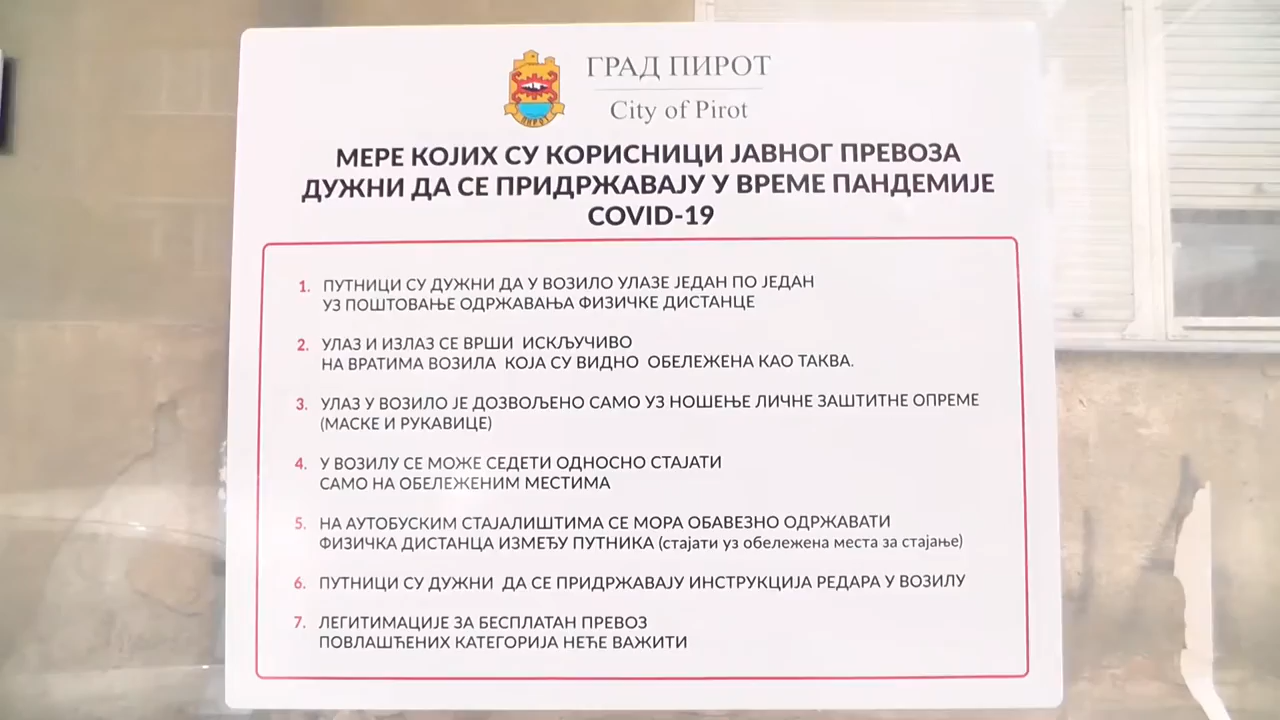 ГРАД ПИРОТ
City of Pirot
ПИРОТ
МЕРЕ КОЈИХ СУ КОРИСНИЦИ ЈАВНОГ ПРЕВОЗА
ДУЖНИ ДА СЕ ПРИДРЖАВАЈУ У ВРЕМЕ ПАНДЕМИЈЕ
COVID-19
1. ПУТНИЦИ СУ ДУЖНИ ДА У ВОЗИЛО УЛАЗЕ ЈЕДАН ПО ЈЕДАН
УЗ ПОШТОВАЊЕ ОДРЖАВАЊА ФИЗИЧКЕ ДИСТАНЦЕ
2. УЛАЗ И ИЗЛАЗ СЕ ВРШИ ИСКЉУЧИВО
НА ВРАТИМА ВОЗИЛА КОЈА СУ ВИДНО ОБЕЛЕЖЕНА КАО ТАКВА.
3. УЛАЗ У ВОЗИЛО ЈЕ ДОЗВОЉЕНО САМО УЗ НОШЕЊЕ ЛИЧНЕ ЗАШТИТНЕ ОПРЕМЕ
(МАСКЕ И РУКАВИЦЕ)
4. У ВОЗИЛУ СЕ МОЖЕ СЕДЕТИ ОДНОСНО СТАЈАТИ
САМО НА ОБЕЛЕЖЕНИМ МЕСТИМА
5. НА АУТОБУСКИМ СТАЈАЛИШТИМА СЕ МОРА ОБАВЕЗНО ОДРЖАВАТИ
ФИЗИЧКА ДИСТАНЦА ИЗМЕЂУ ПУТНИКА (стајати уз обележена места за стајање)
6. ПУТНИЦИ СУ ДУЖНИ ДА СЕ ПРИДРЖАВАЈУ ИНСТРУКЦИЈА РЕДАРА У ВОЗИЛУ
7. ЛЕГИТИМАЦИЈЕ ЗА БЕСПЛАТАН ПРЕВОЗ
ПОВЛАШЋЕНИХ КАТЕГОРИЈА НЕЋЕ ВАЖИТИ